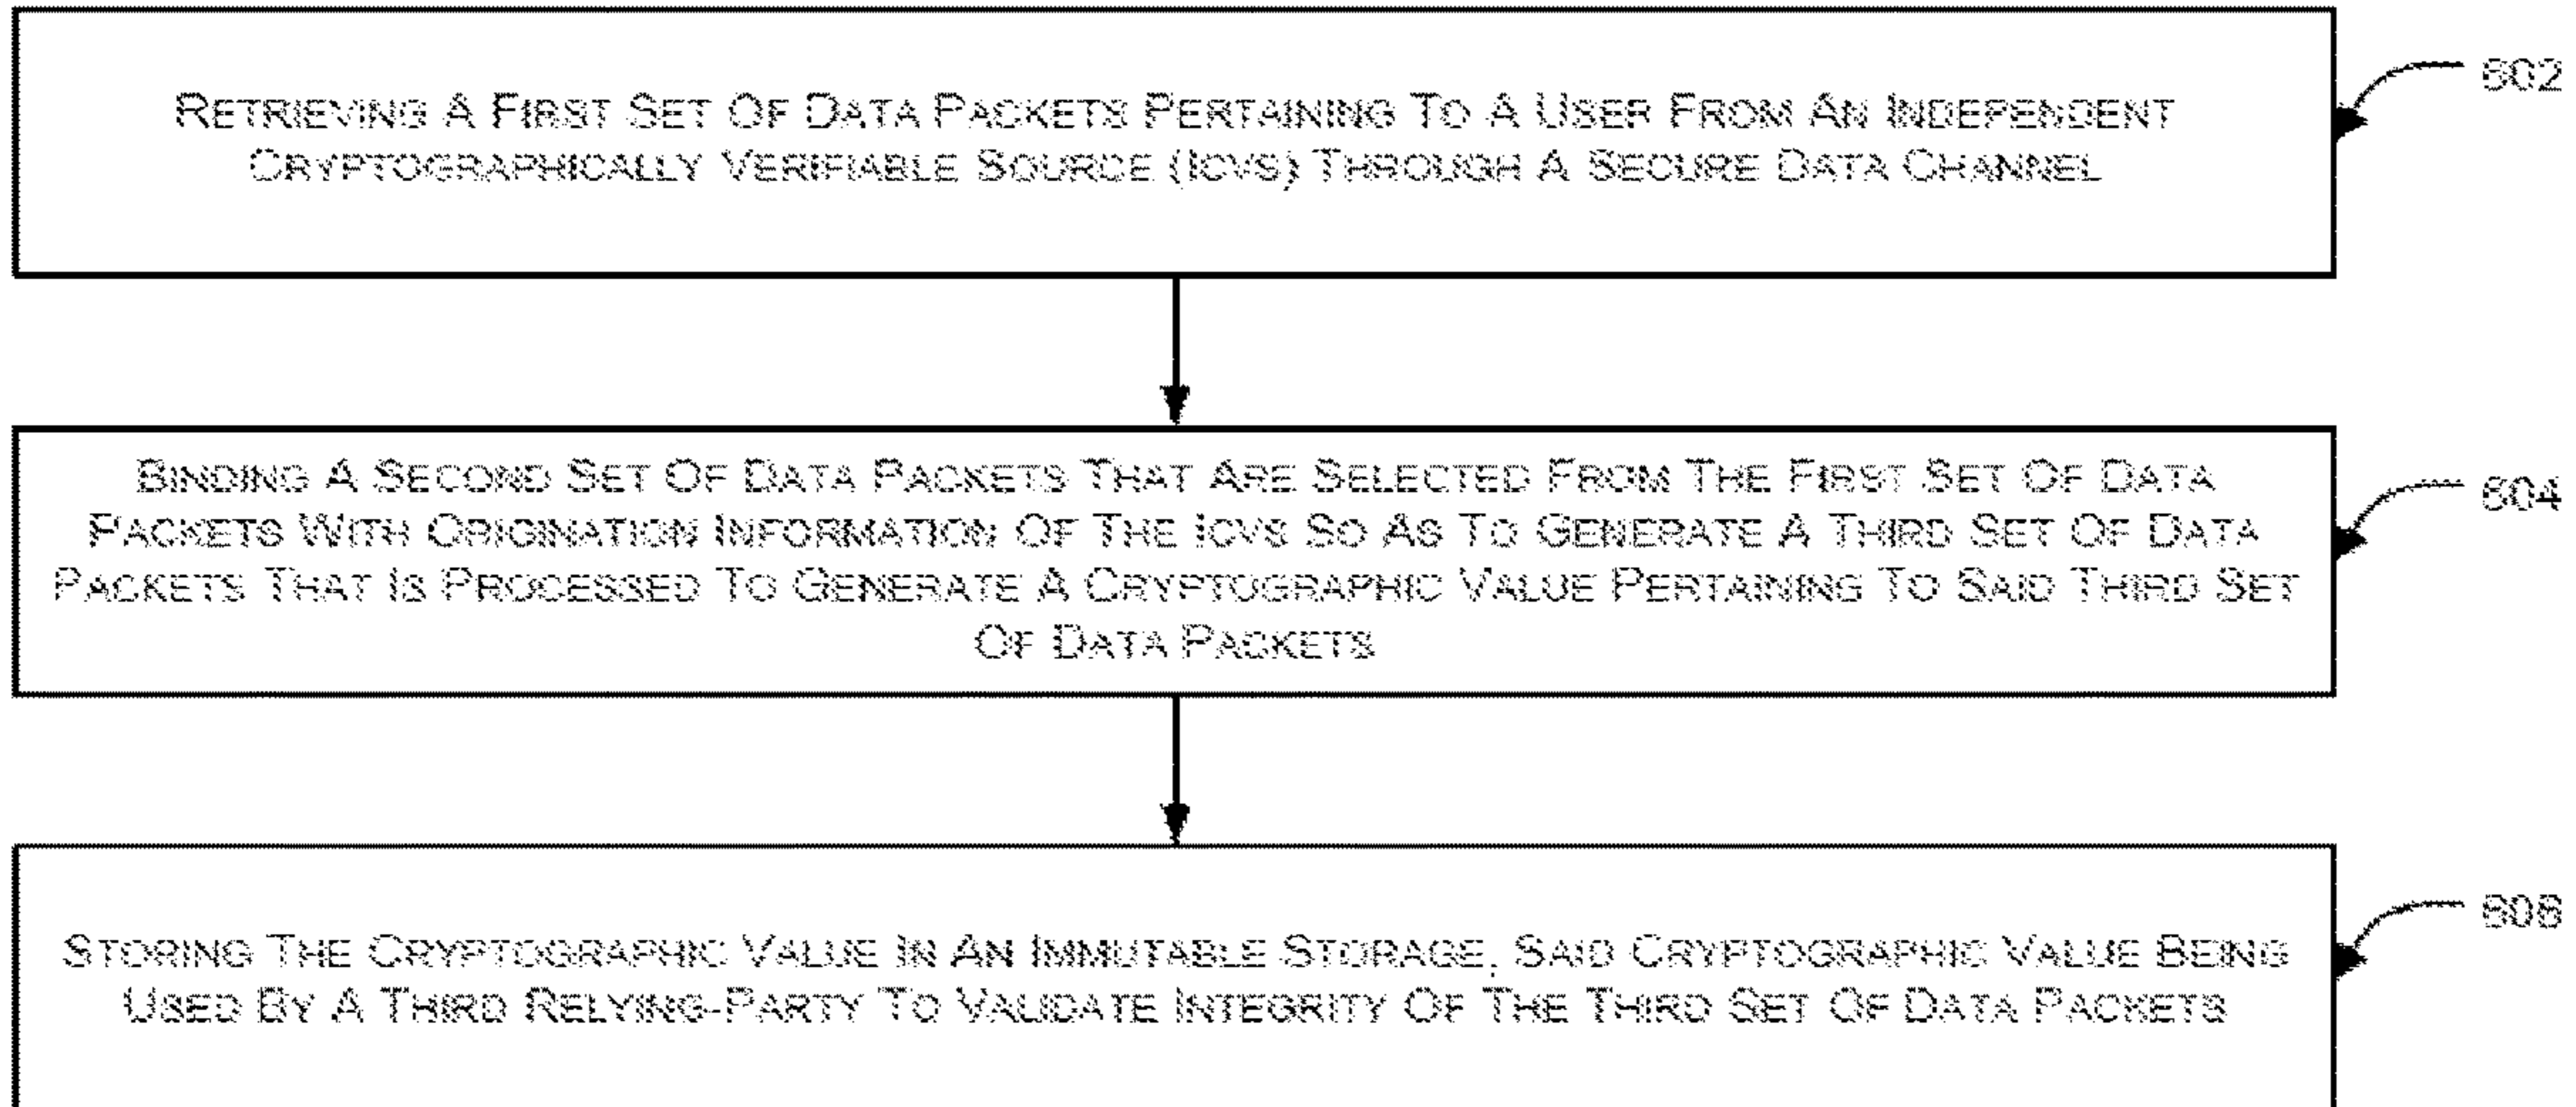 RETRIEVING A FIRST SET OF DATA PACKETS PERTAINING TO A USER FROM AN INDEPENDENT
CRYPTOGRAPHICALLY VERIFIABLE SOURCE (ICVS) THROUGH A SECURE DATA CHANNEL
602
BINDING A SECOND SET OF DATA PACKETS THAT ARE SELECTED FROM THE FIRST SET OF DATA
PACKETS WITH ORIGINATION INFORMATION OF THE ICVS SO AS TO GENERATE A THIRD SET OF DATA
PACKETS THAT IS PROCESSED TO GENERATE A CRYPTOGRAPHIC VALUE PERTAINING TO SAID THIRD SET
OF DATA PACKETS
604
STORING THE CRYPTOGRAPHIC VALUE IN AN IMMUTABLE STORAGE, SAID CRYPTOGRAPHIC VALUE BEING
USED BY A THIRD RELYING-PARTY TO VALIDATE INTEGRITY OF THE THIRD SET OF DATA PACKETS
606